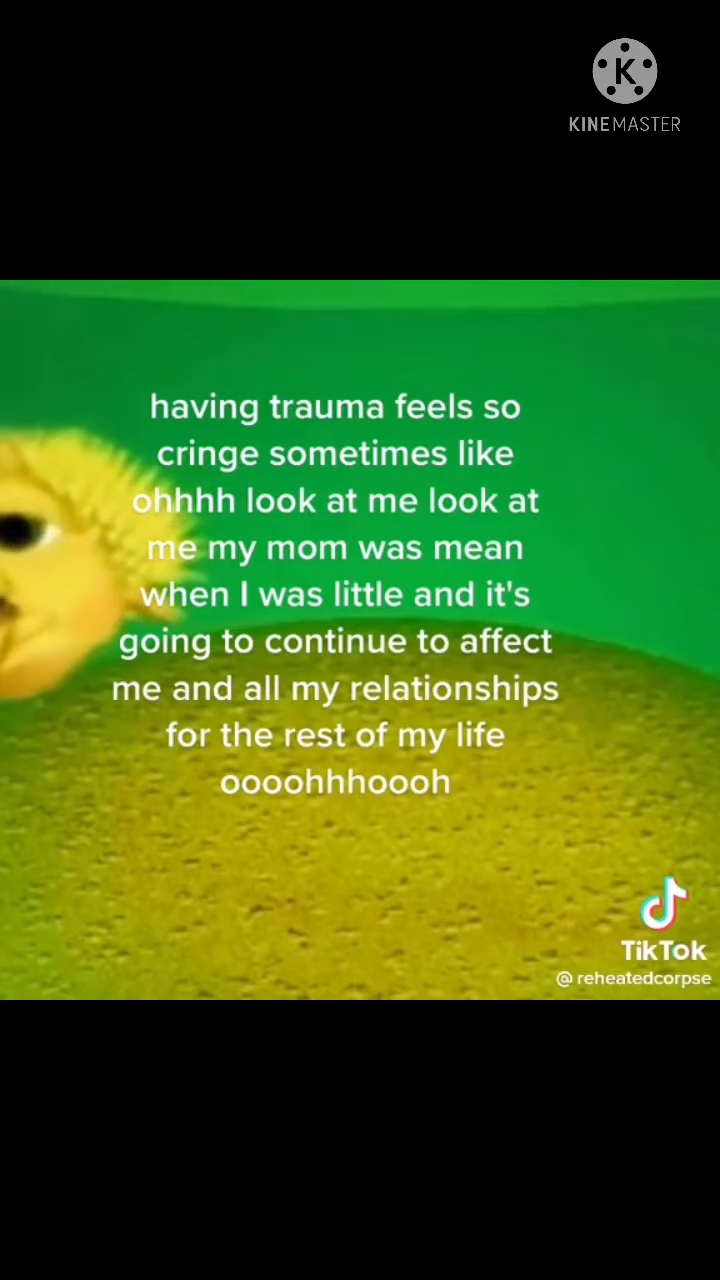 K
KINEMASTER
having trauma feels so
cringe sometimes like
ohhhh look at me look at
me my mom was mean
when I was little and it's
going to continue to affect
me and all my relationships
for the rest of my life
oooohhhoooh
TikTok
@reheatedcorpse